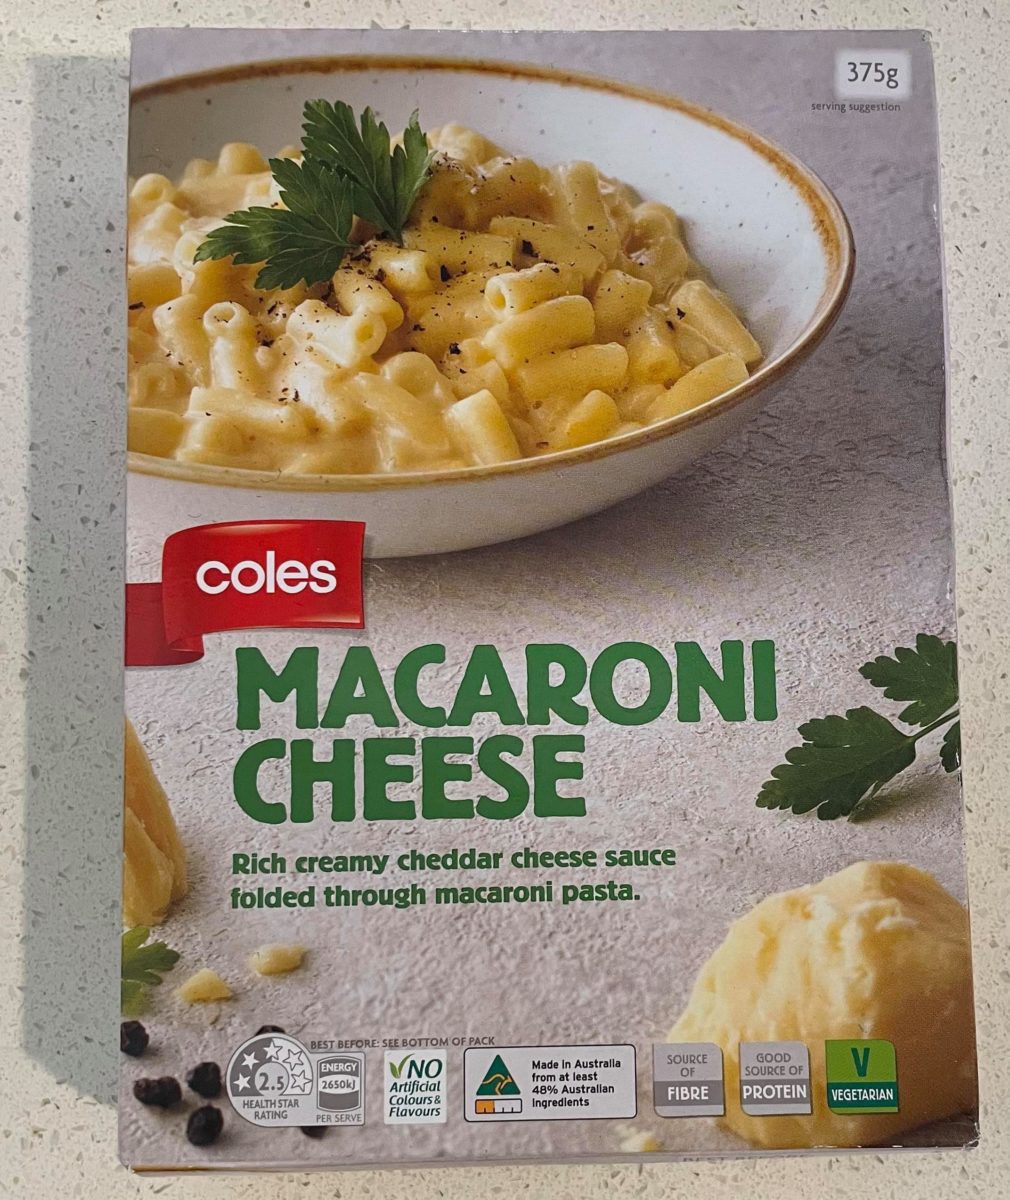 375g
serving suggestion
coles
MACARONI
CHEESE
Rich creamy cheddar cheese sauce
folded through macaroni pasta.
BEST BEFORE: SEE BOTTOM OF PACK
2.5
HEALTH STAR
RATING
ENERGY
2650kJ
PER SERVE
NO
Artificial
Colours &
Flavours
Made in Australia
from at least
48% Australian
ingredients
SOURCE
OF
FIBRE
GOOD
SOURCE OF
PROTEIN
V
VEGETARIAN